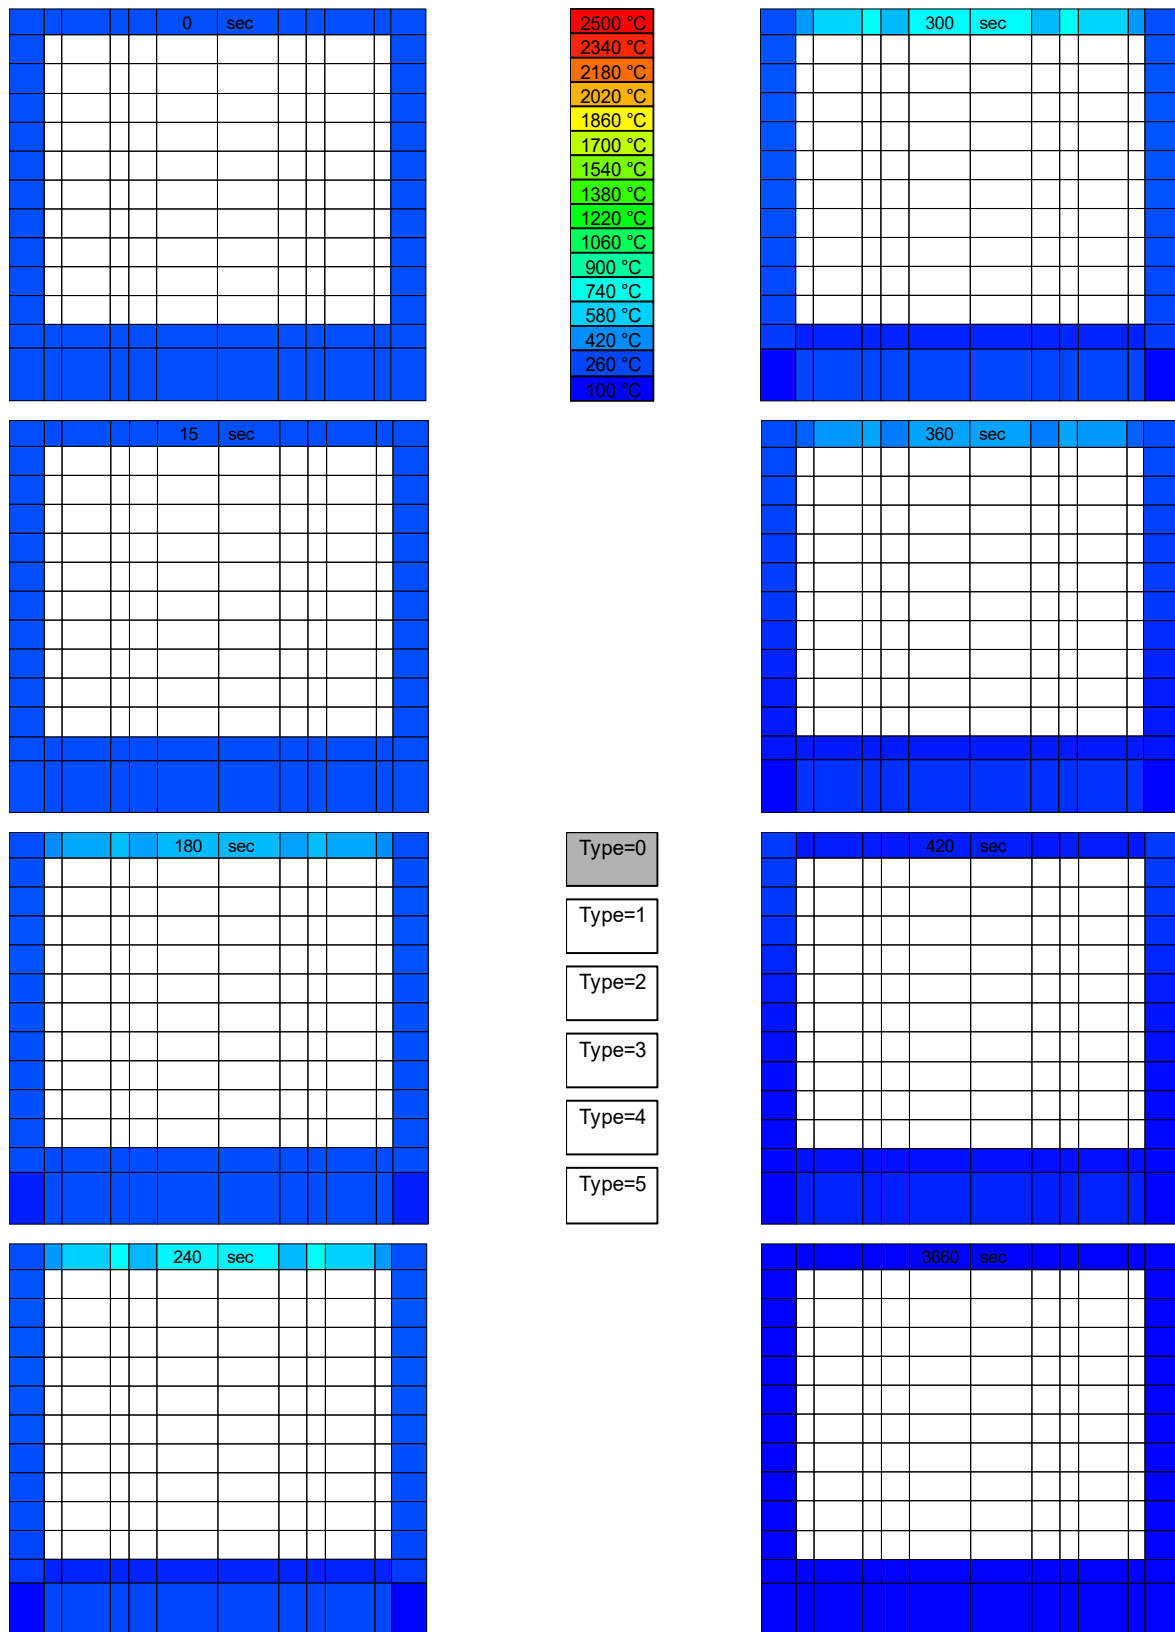 0 sec
2500 °C
2340 °C
2180 °C
2020 °C
1860 °C
1700 °C
1540 °C
1380 °C
1220 °C
1060 °C
900 °C
740 °C
580 °C
420 °C
260 °C
100 °C
300 sec
15 sec
360 sec
180 sec
Type=0
Type=1
Type=2
Type=3
Type=4
Type=5
420 sec
240 sec
3660 sec